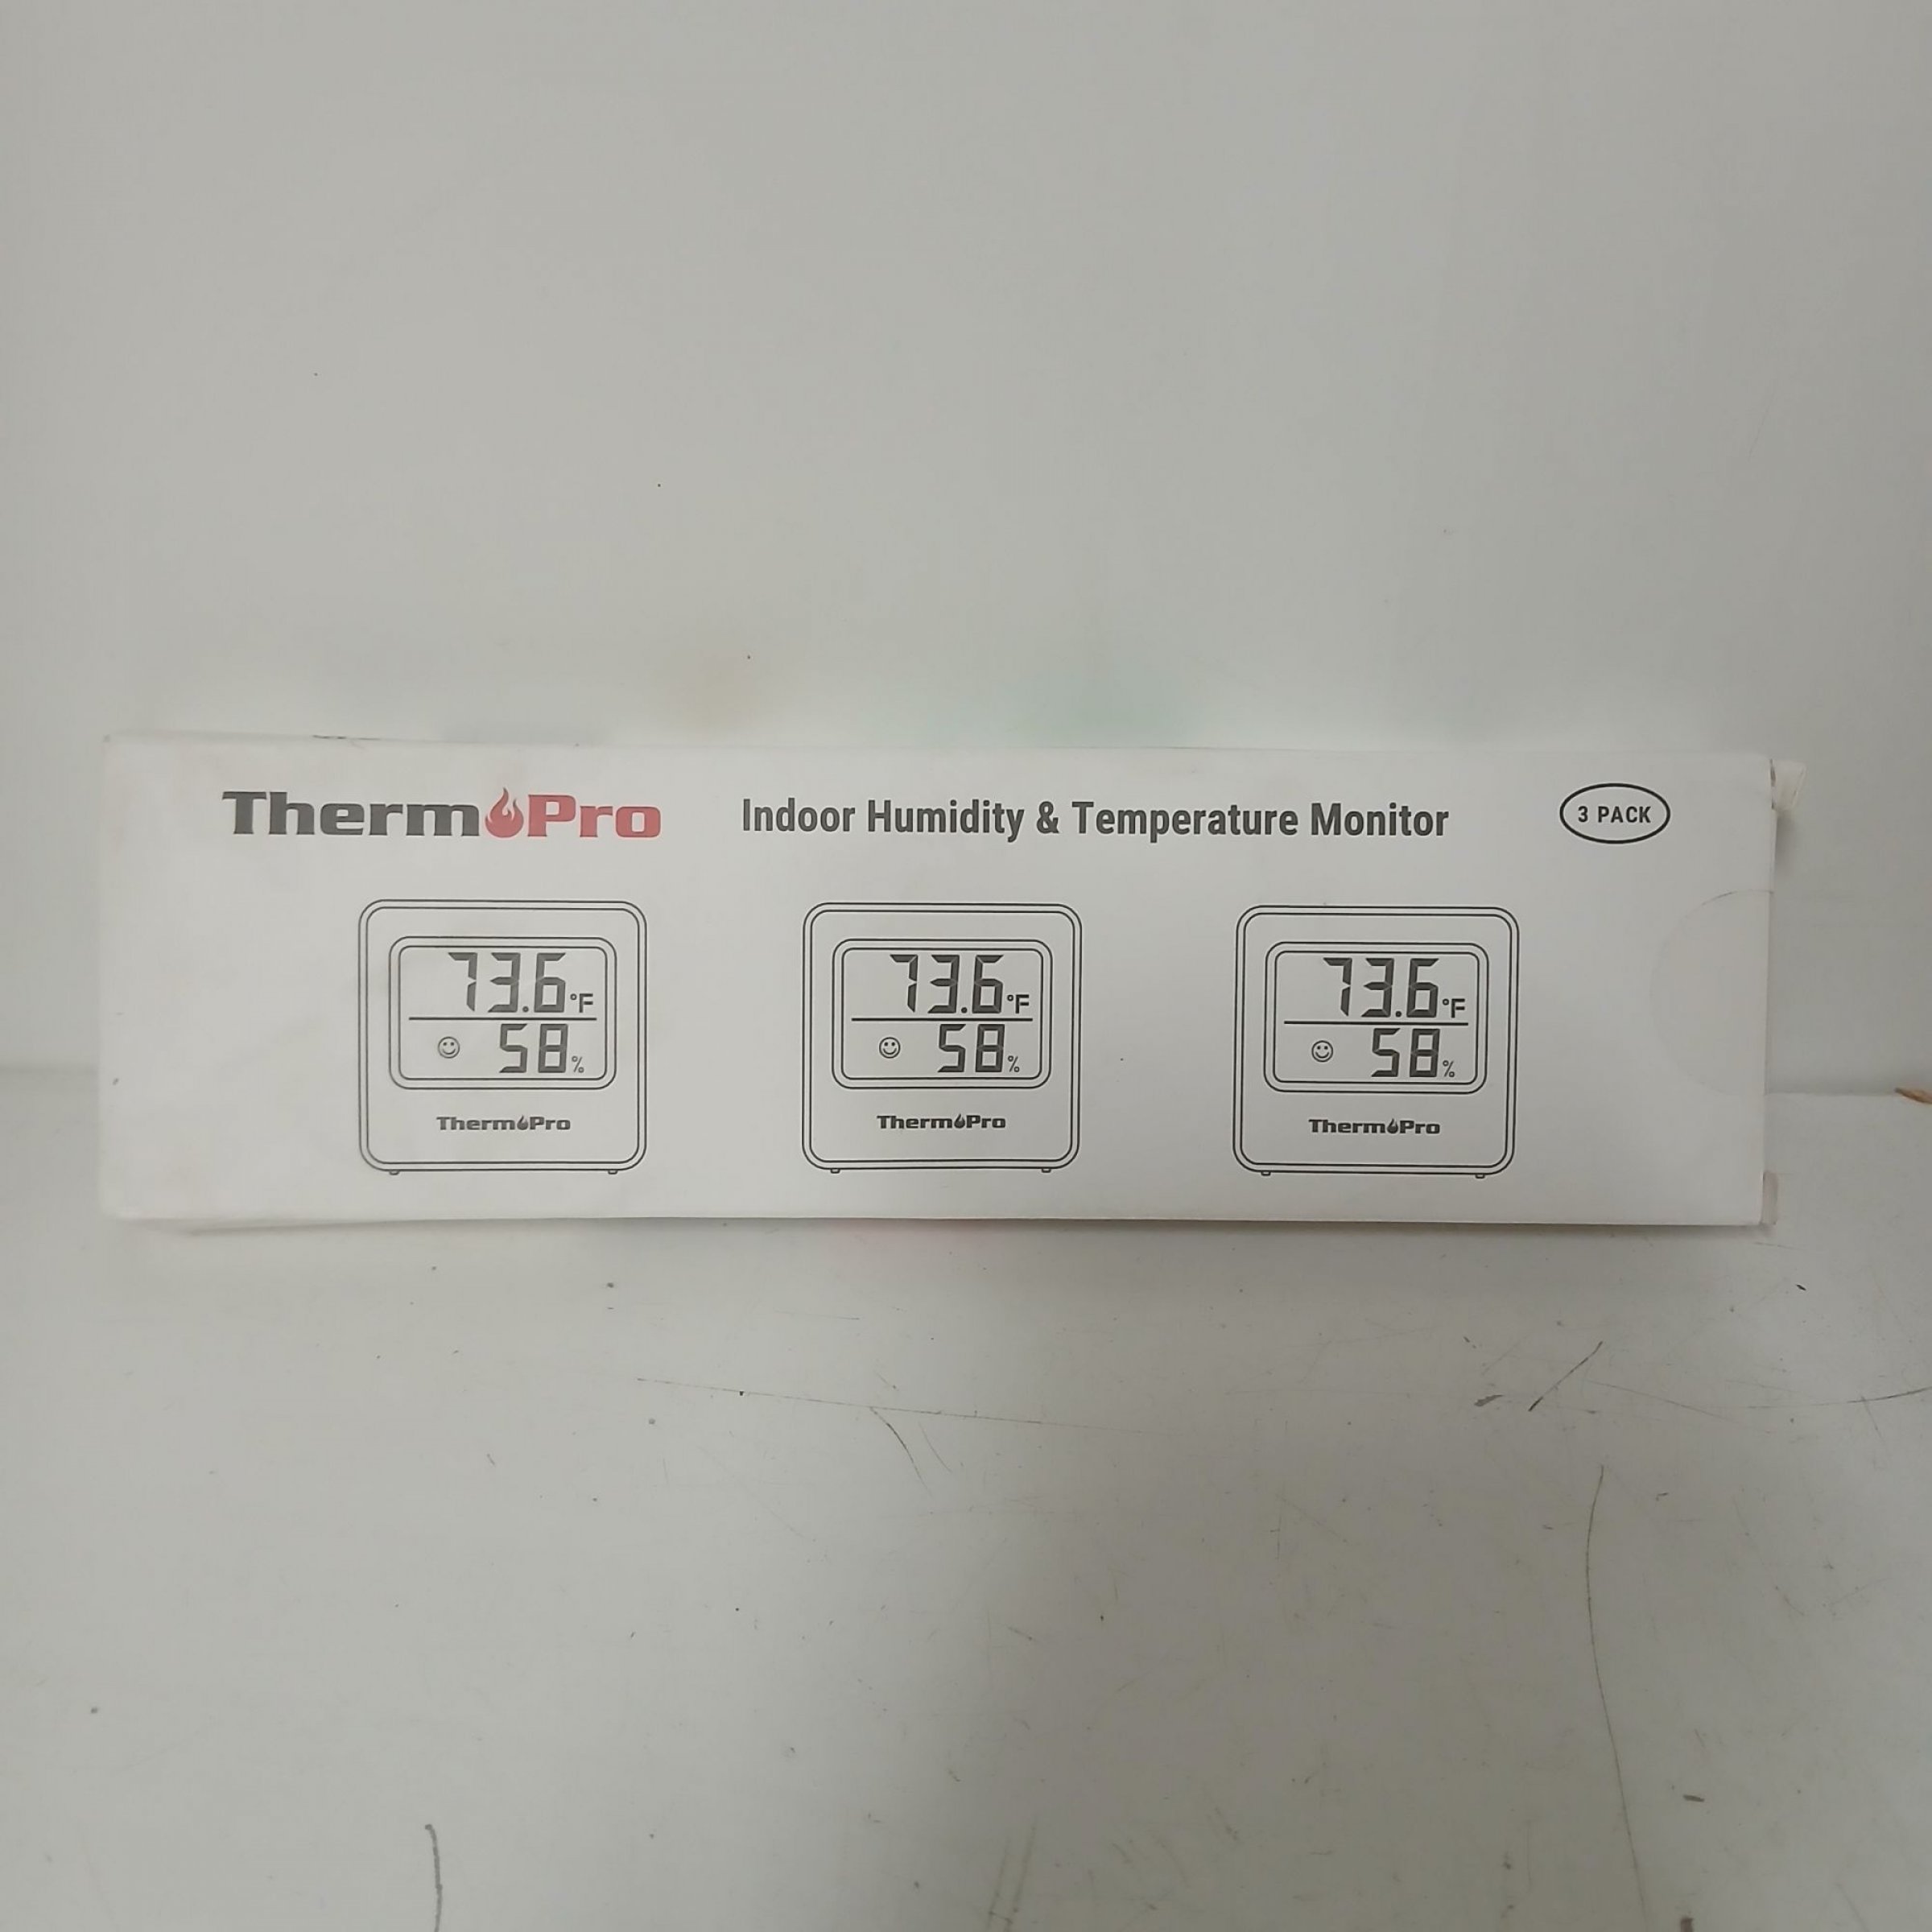 ThermoPro Indoor Humidity & Temperature Monitor 3 PACK
73.6°F 73.6°F 73.6°F
58% 58% 58%
ThermoPro ThermoPro ThermoPro